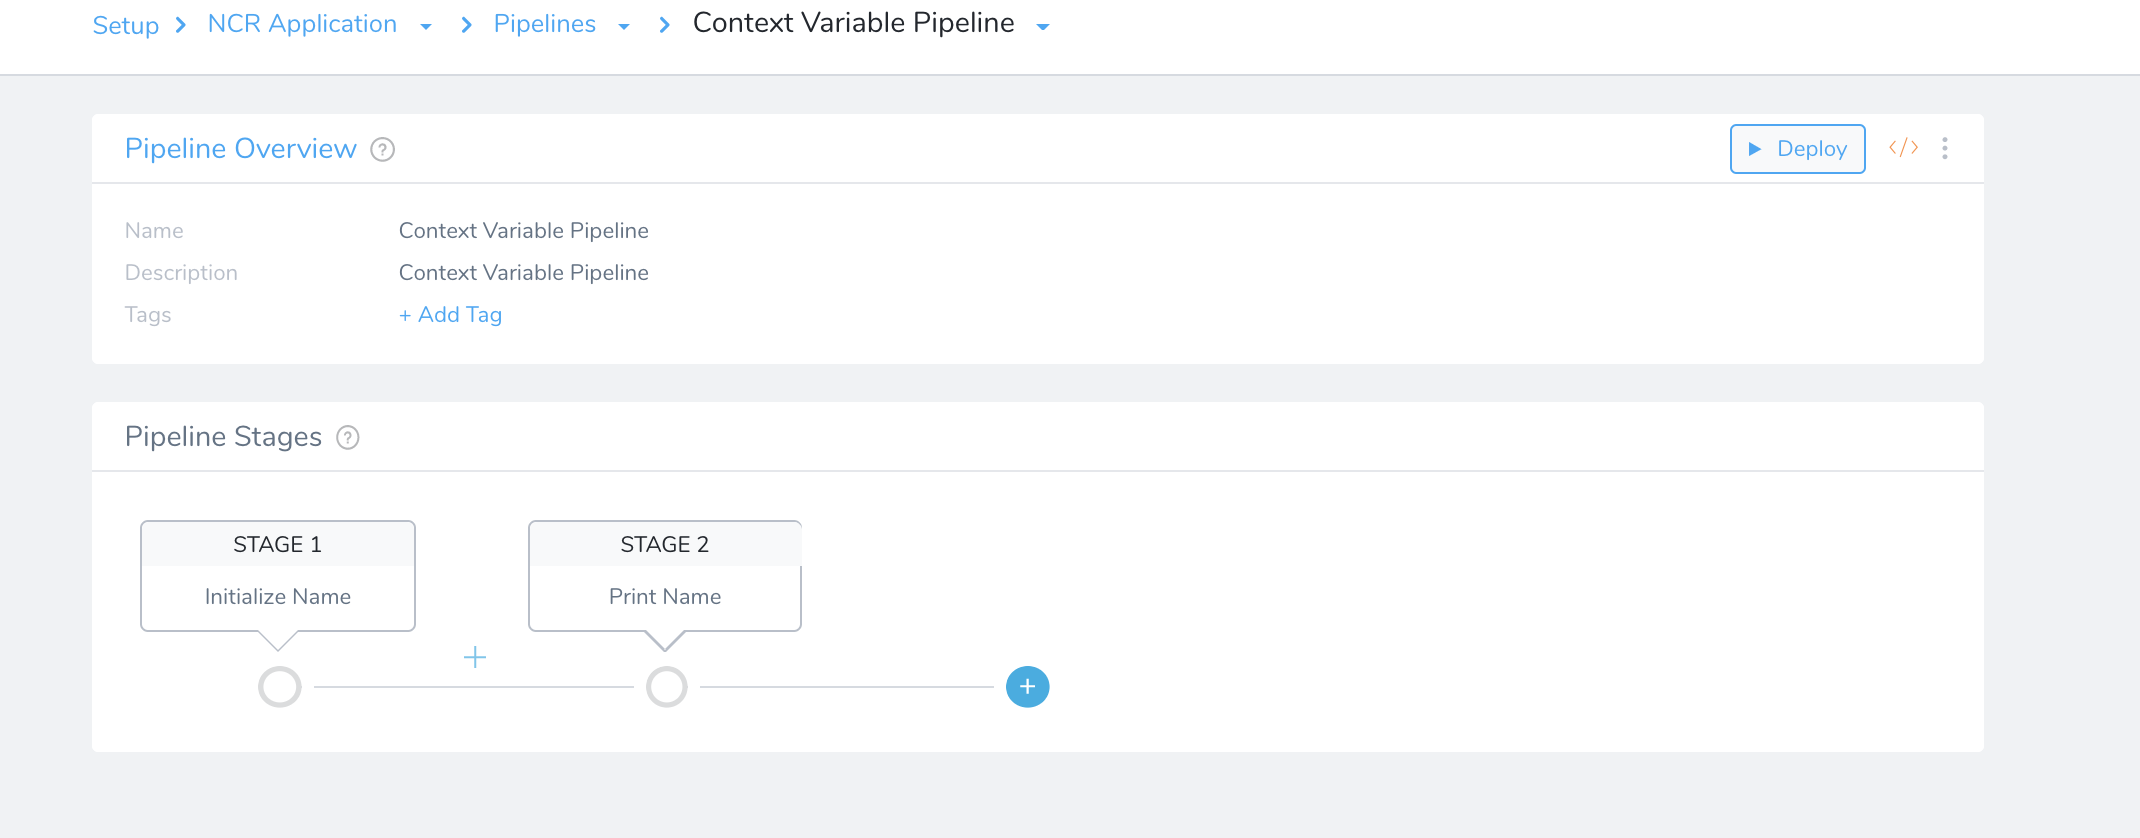 Setup > NCR Application > Pipelines > Context Variable Pipeline
Pipeline Overview ?
Deploy </>
Name Context Variable Pipeline
Description Context Variable Pipeline
Tags + Add Tag
Pipeline Stages ?
STAGE 1 STAGE 2
Initialize Name Print Name